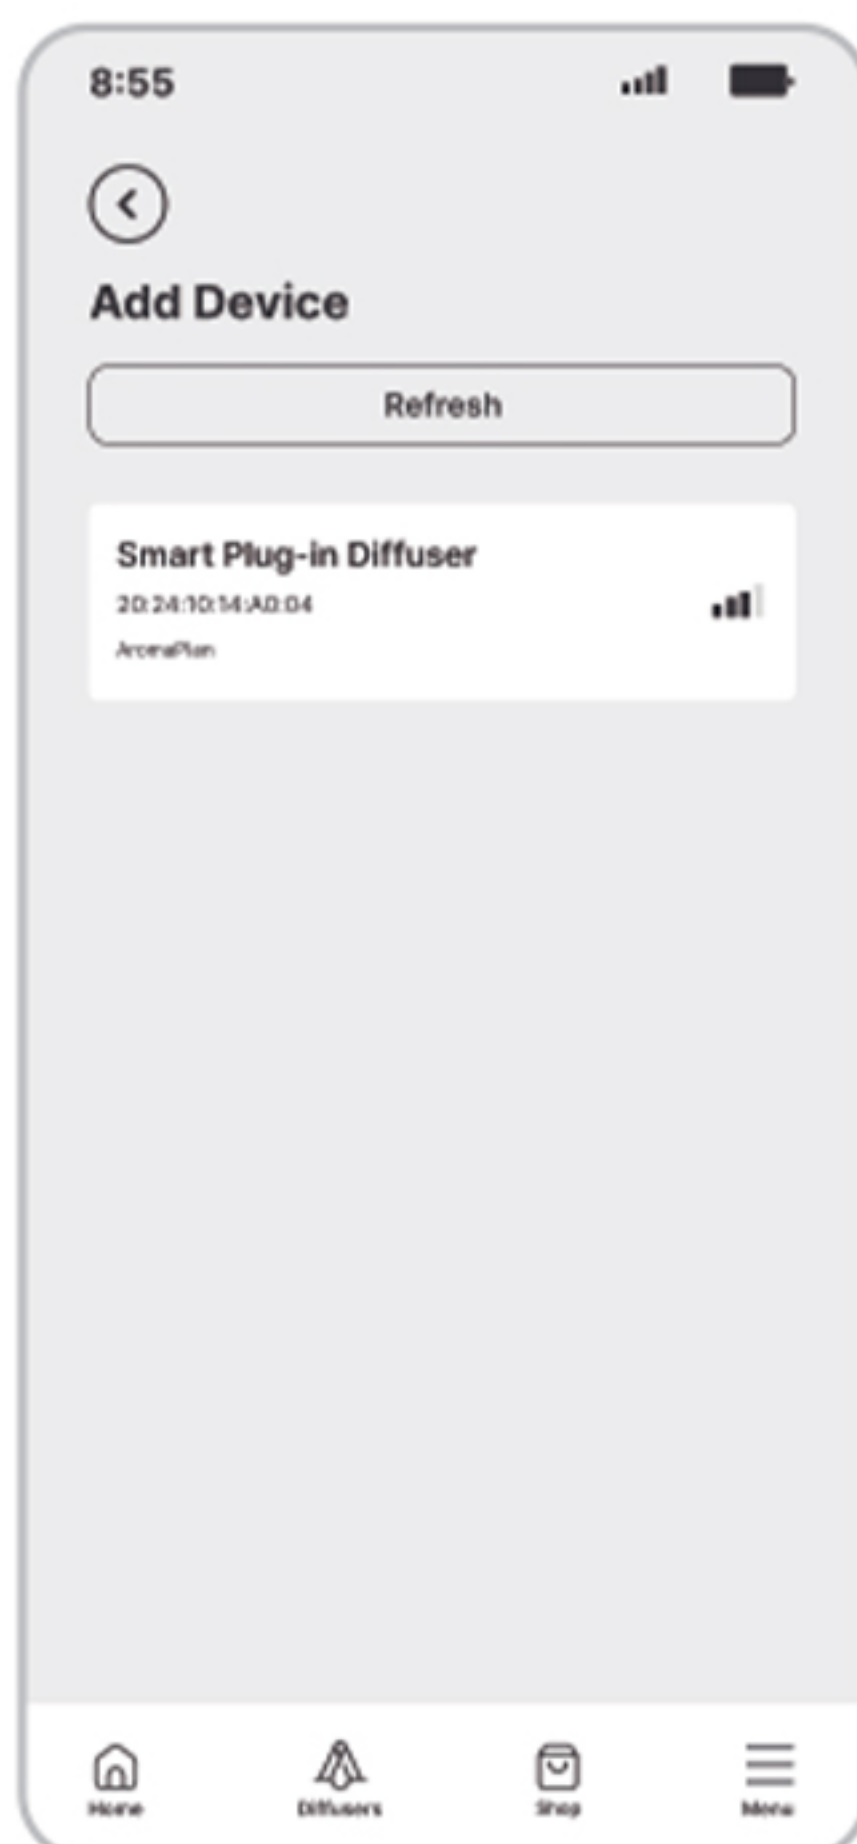 8:55
Add Device
Refresh
Smart Plug-in Diffuser
20:24:10:14:A0:04
AromaPlan
Home
Diffusers
Shop
Menu